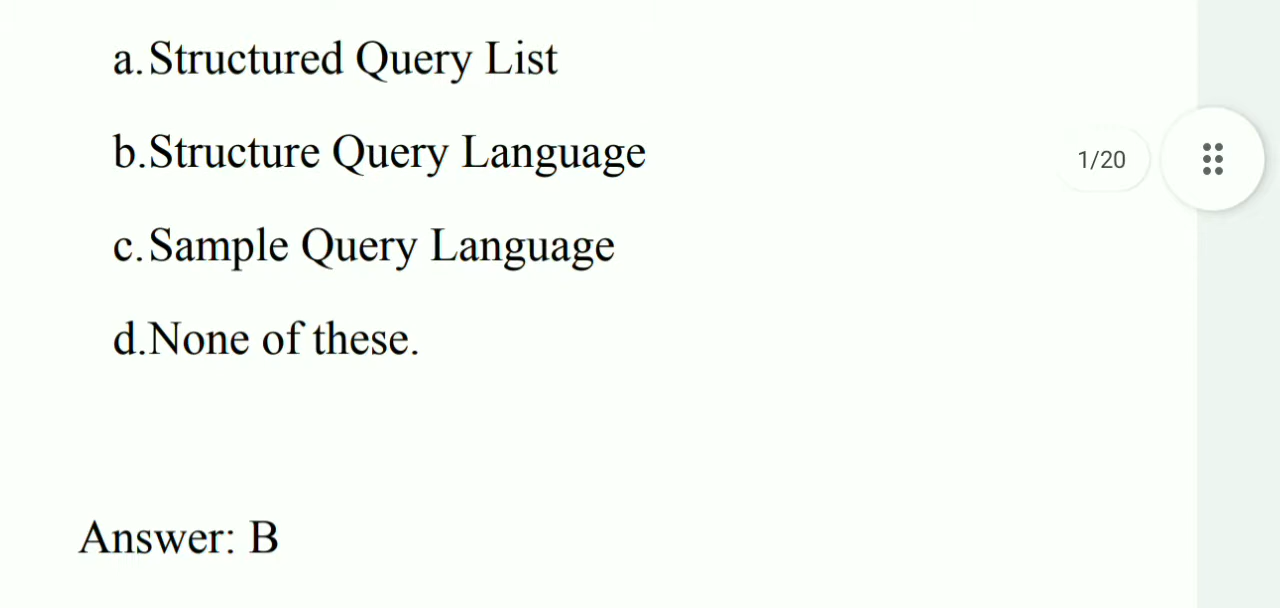 a. Structured Query List
b.Structure Query Language
1/20
c. Sample Query Language
d.None of these.
Answer: B